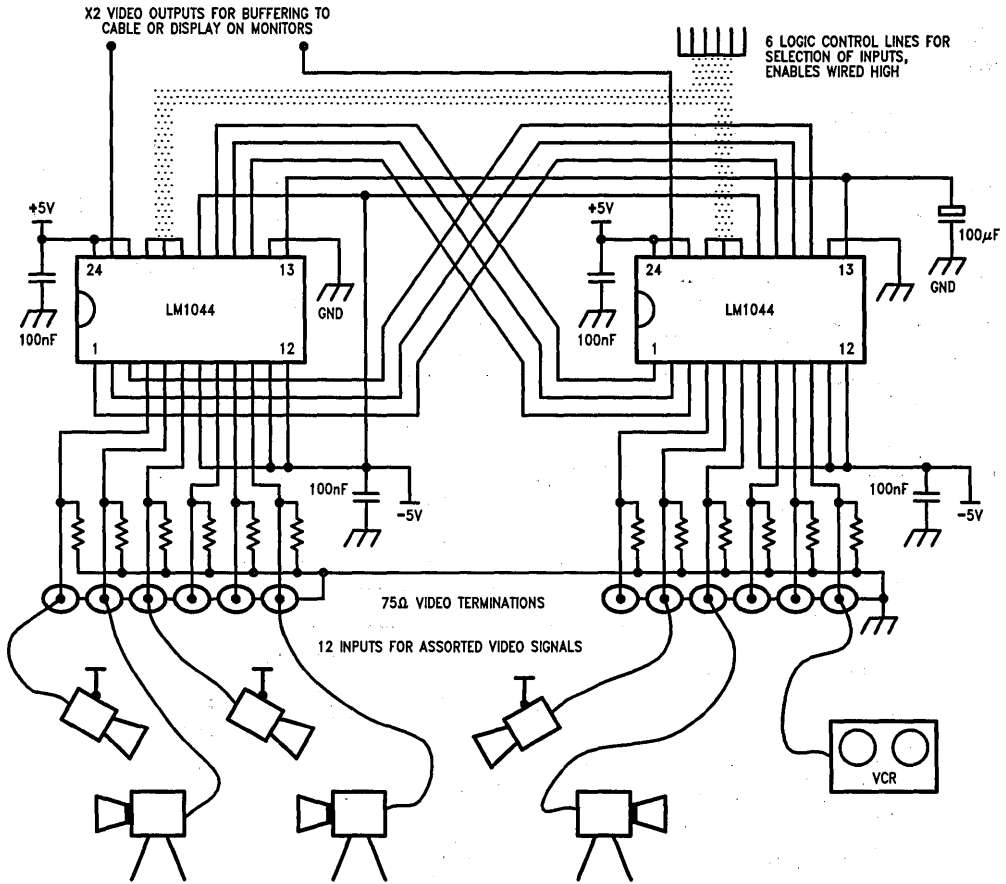 X2 VIDEO OUTPUTS FOR BUFFERING TO
CABLE OR DISPLAY ON MONITORS
6 LOGIC CONTROL LINES FOR
SELECTION OF INPUTS,
ENABLES WIRED HIGH
+5V
24
13
LM1044
1
12
100nF
GND
+5V
24
13
LM1044
1
12
100nF
100μF
GND
100nF
-5V
100nF
-5V
75Ω VIDEO TERMINATIONS
12 INPUTS FOR ASSORTED VIDEO SIGNALS
VCR